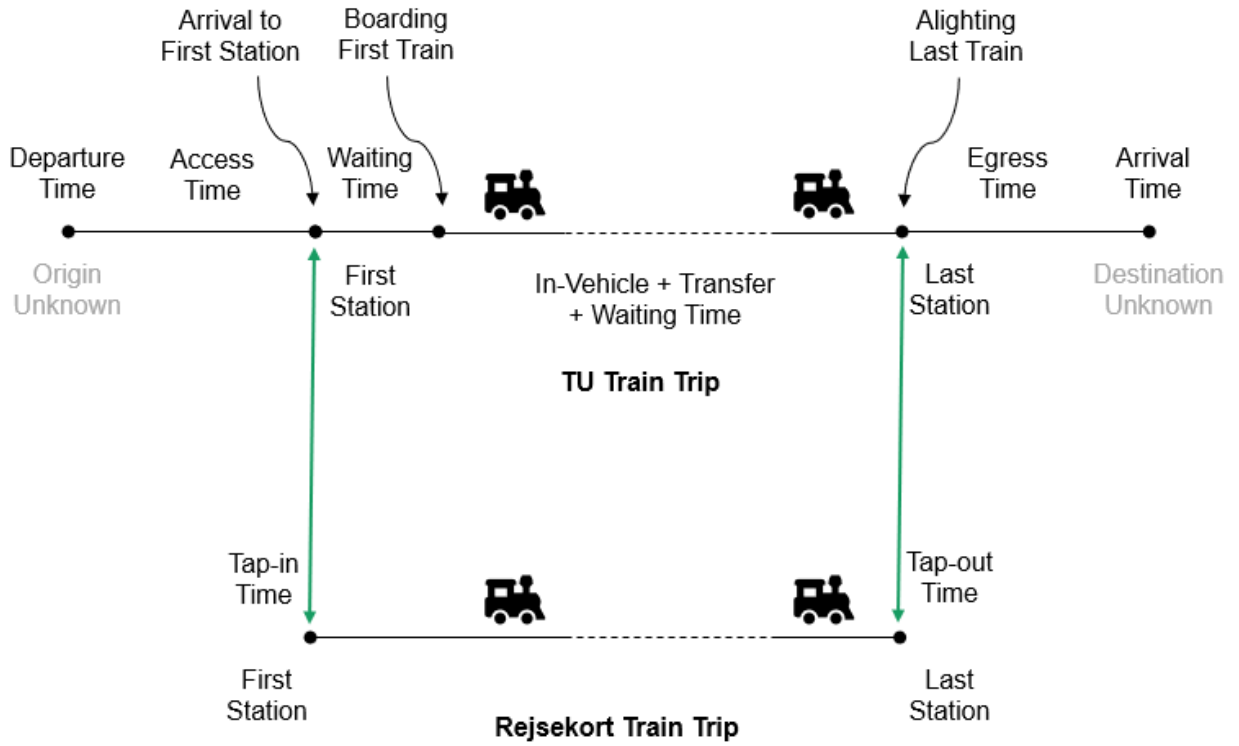 Arrival to
First Station
Boarding
First Train
Alighting
Last Train
Departure
Time
Access
Time
Waiting
Time
Egress
Time
Arrival
Time
Origin
Unknown
First
Station
In-Vehicle + Transfer
+ Waiting Time
Last
Station
Destination
Unknown
TU Train Trip
Tap-in
Time
Tap-out
Time
First
Station
Last
Station
Rejsekort Train Trip